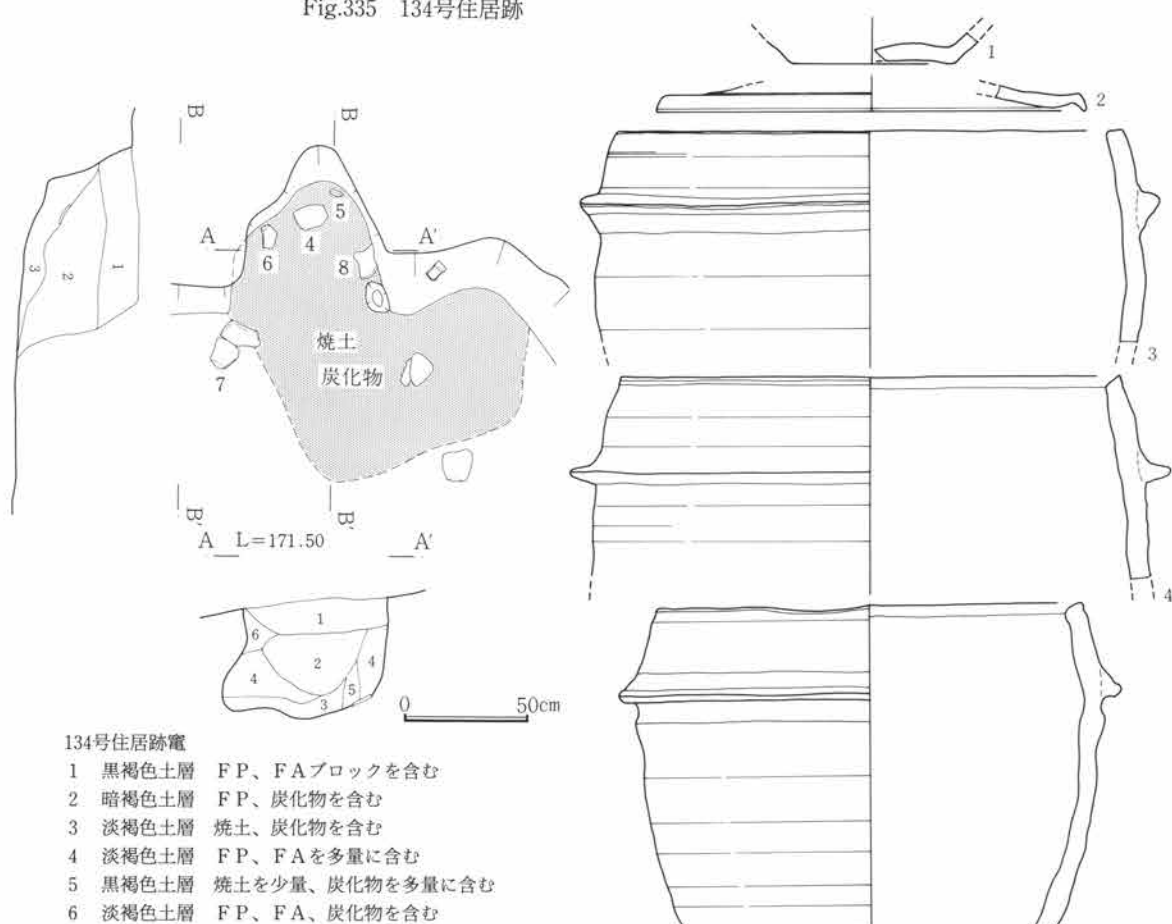 Fig.335 134号住居跡
1
2
3
4
B B
A A'
5
4
6
8
7
3 2 1
焼土
炭化物
B' B'
A L=171.50 A'
1
6
2
4 4
5
3
0 50cm
134号住居跡竈
1 黒褐色土層 FP、FAブロックを含む
2 暗褐色土層 FP、炭化物を含む
3 淡褐色土層 焼土、炭化物を含む
4 淡褐色土層 FP、FAを多量に含む
5 黒褐色土層 焼土を少量、炭化物を多量に含む
6 淡褐色土層 FP、FA、炭化物を含む